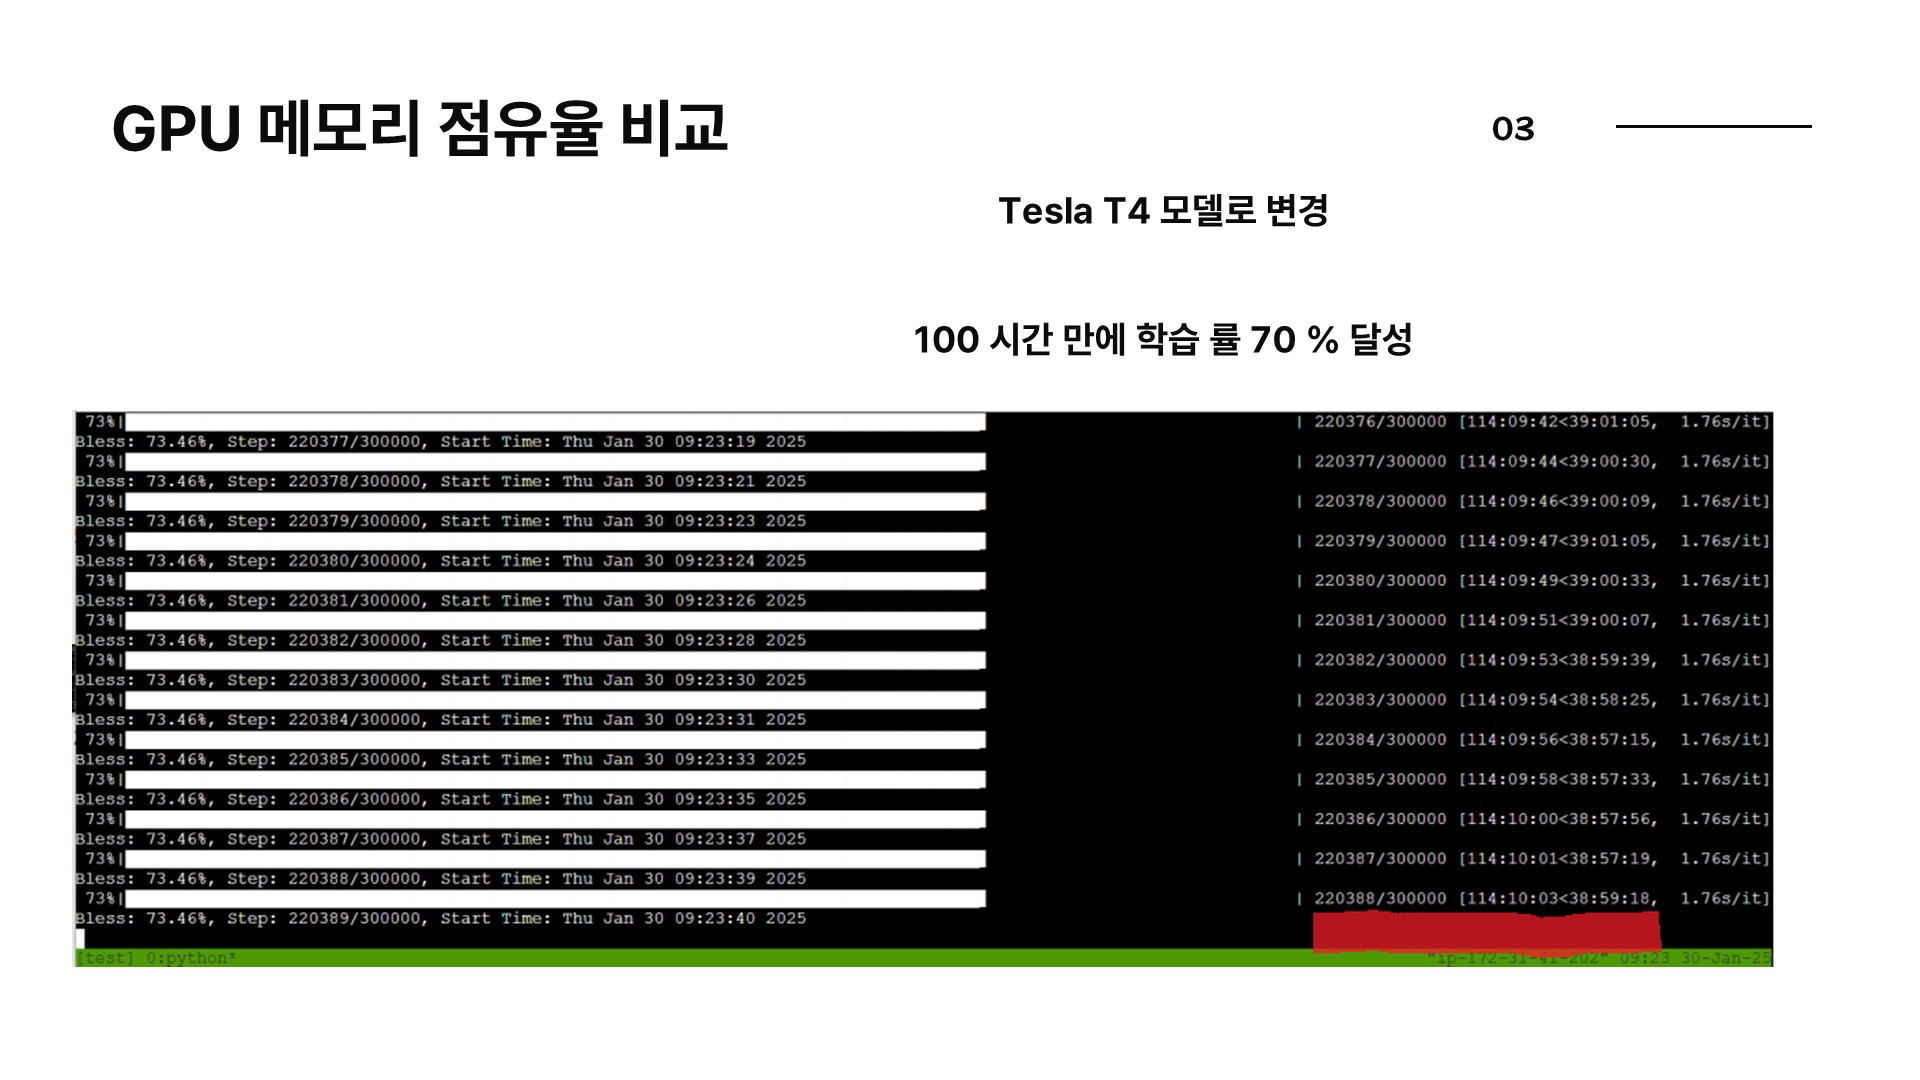 GPU 메모리 점유율 비교
03
Tesla T4 모델로 변경
100 시간 만에 학습 률 70 % 달성
73%| | 220376/300000 [114:09:42<39:01:05, 1.76s/it]
Bless: 73.46%, Step: 220377/300000, Start Time: Thu Jan 30 09:23:19 2025
73%| | 220377/300000 [114:09:44<39:00:30, 1.76s/it]
Bless: 73.46%, Step: 220378/300000, Start Time: Thu Jan 30 09:23:21 2025
73%| | 220378/300000 [114:09:46<39:00:09, 1.76s/it]
Bless: 73.46%, Step: 220379/300000, Start Time: Thu Jan 30 09:23:23 2025
73%| | 220379/300000 [114:09:47<39:01:05, 1.76s/it]
Bless: 73.46%, Step: 220380/300000, Start Time: Thu Jan 30 09:23:24 2025
73%| | 220380/300000 [114:09:49<39:00:33, 1.76s/it]
Bless: 73.46%, Step: 220381/300000, Start Time: Thu Jan 30 09:23:26 2025
73%| | 220381/300000 [114:09:51<39:00:07, 1.76s/it]
Bless: 73.46%, Step: 220382/300000, Start Time: Thu Jan 30 09:23:28 2025
73%| | 220382/300000 [114:09:53<38:59:39, 1.76s/it]
Bless: 73.46%, Step: 220383/300000, Start Time: Thu Jan 30 09:23:30 2025
73%| | 220383/300000 [114:09:54<38:58:25, 1.76s/it]
Bless: 73.46%, Step: 220384/300000, Start Time: Thu Jan 30 09:23:31 2025
73%| | 220384/300000 [114:09:56<38:57:15, 1.76s/it]
Bless: 73.46%, Step: 220385/300000, Start Time: Thu Jan 30 09:23:33 2025
73%| | 220385/300000 [114:09:58<38:57:33, 1.76s/it]
Bless: 73.46%, Step: 220386/300000, Start Time: Thu Jan 30 09:23:35 2025
73%| | 220386/300000 [114:10:00<38:57:56, 1.76s/it]
Bless: 73.46%, Step: 220387/300000, Start Time: Thu Jan 30 09:23:37 2025
73%| | 220387/300000 [114:10:01<38:57:19, 1.76s/it]
Bless: 73.46%, Step: 220388/300000, Start Time: Thu Jan 30 09:23:39 2025
73%| | 220388/300000 [114:10:03<38:59:18, 1.76s/it]
Bless: 73.46%, Step: 220389/300000, Start Time: Thu Jan 30 09:23:40 2025
[test] 0:python* "ip-172-31-41-202" 09:23 30-Jan-25